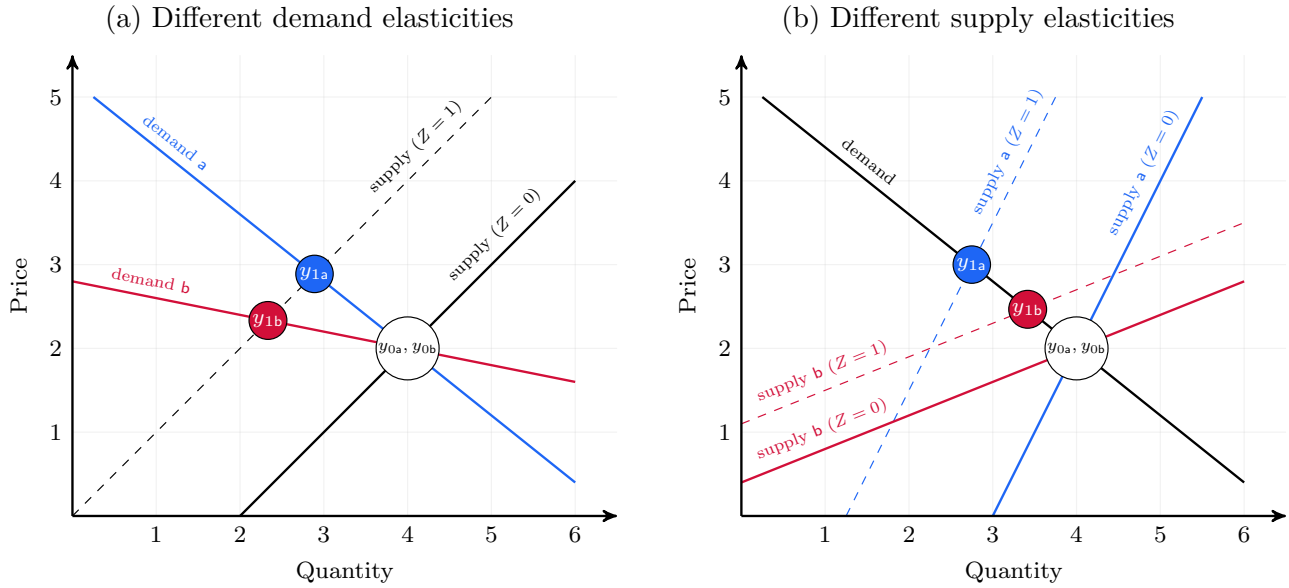 (a) Different demand elasticities
Price
5
4
3
2
1
1
2
3
4
5
6
Quantity
demand a
demand b
supply (Z = 1)
supply (Z = 0)
y1a
y1b
y0a, y0b
(b) Different supply elasticities
Price
5
4
3
2
1
1
2
3
4
5
6
Quantity
demand
supply a (Z = 1)
supply a (Z = 0)
supply b (Z = 1)
supply b (Z = 0)
y1a
y1b
y0a, y0b